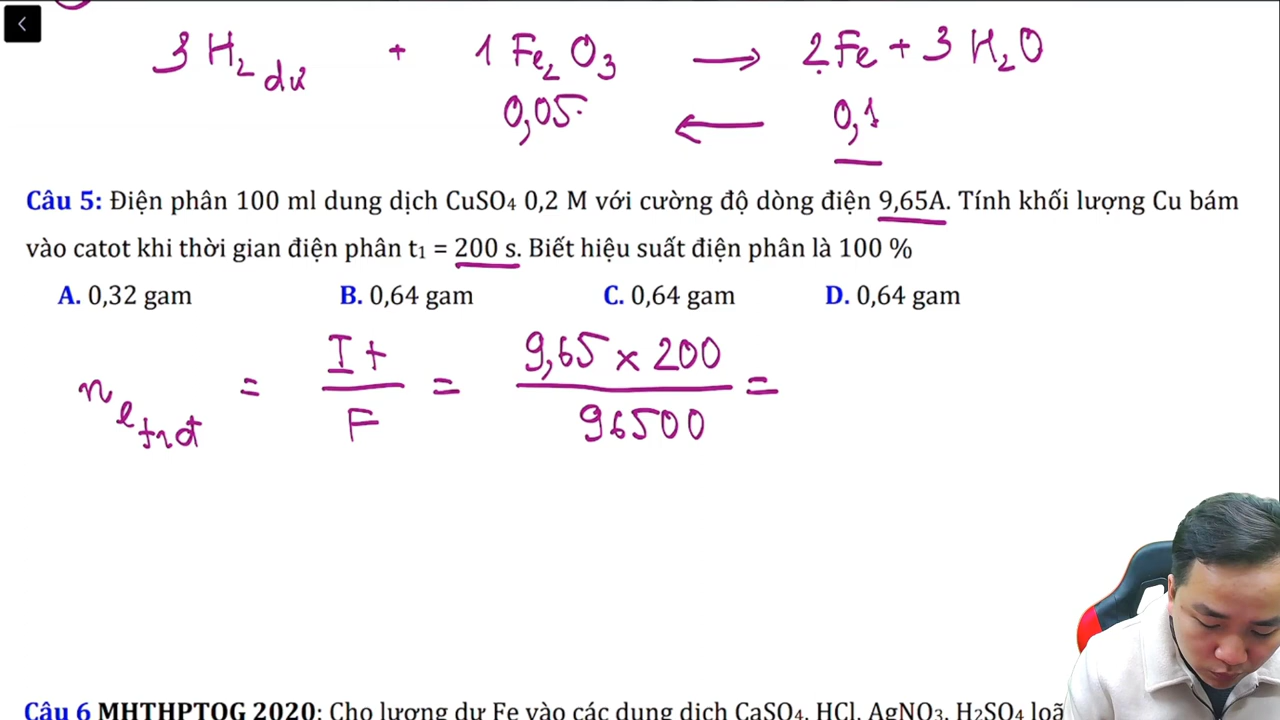 3 H₂ dư + 1 Fe₂O₃ → 2Fe + 3 H₂O
0,05 ← 0,1
Câu 5: Điện phân 100 ml dung dịch CuSO₄ 0,2 M với cường độ dòng điện 9,65A. Tính khối lượng Cu bám
vào catot khi thời gian điện phân t₁ = 200 s. Biết hiệu suất điện phân là 100 %
A. 0,32 gam B. 0,64 gam C. 0,64 gam D. 0,64 gam
n e trđ = It / F = 9,65 x 200 / 96500 =
Câu 6 MHTHPTQG 2020: Cho lượng dư Fe vào các dung dịch CaSO₄, HCl, AgNO₃, H₂SO₄ loã